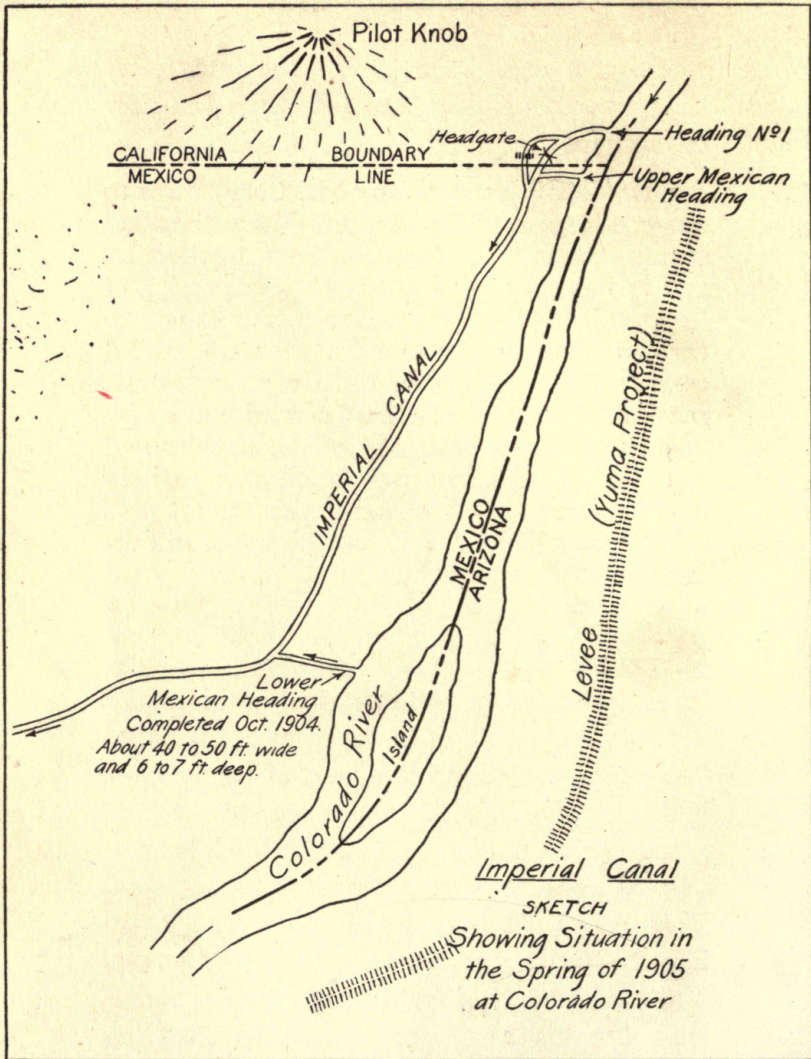 Pilot Knob
Headgate
Heading Nº1
CALIFORNIA BOUNDARY
MEXICO LINE
Upper Mexican
Heading
IMPERIAL CANAL
(Yuma Project)
MEXICO
ARIZONA
Levee
Lower
Mexican Heading
Completed Oct. 1904.
About 40 to 50 ft. wide
and 6 to 7 ft. deep.
Island
Colorado River
Imperial Canal
SKETCH
Showing Situation in
the Spring of 1905
at Colorado River